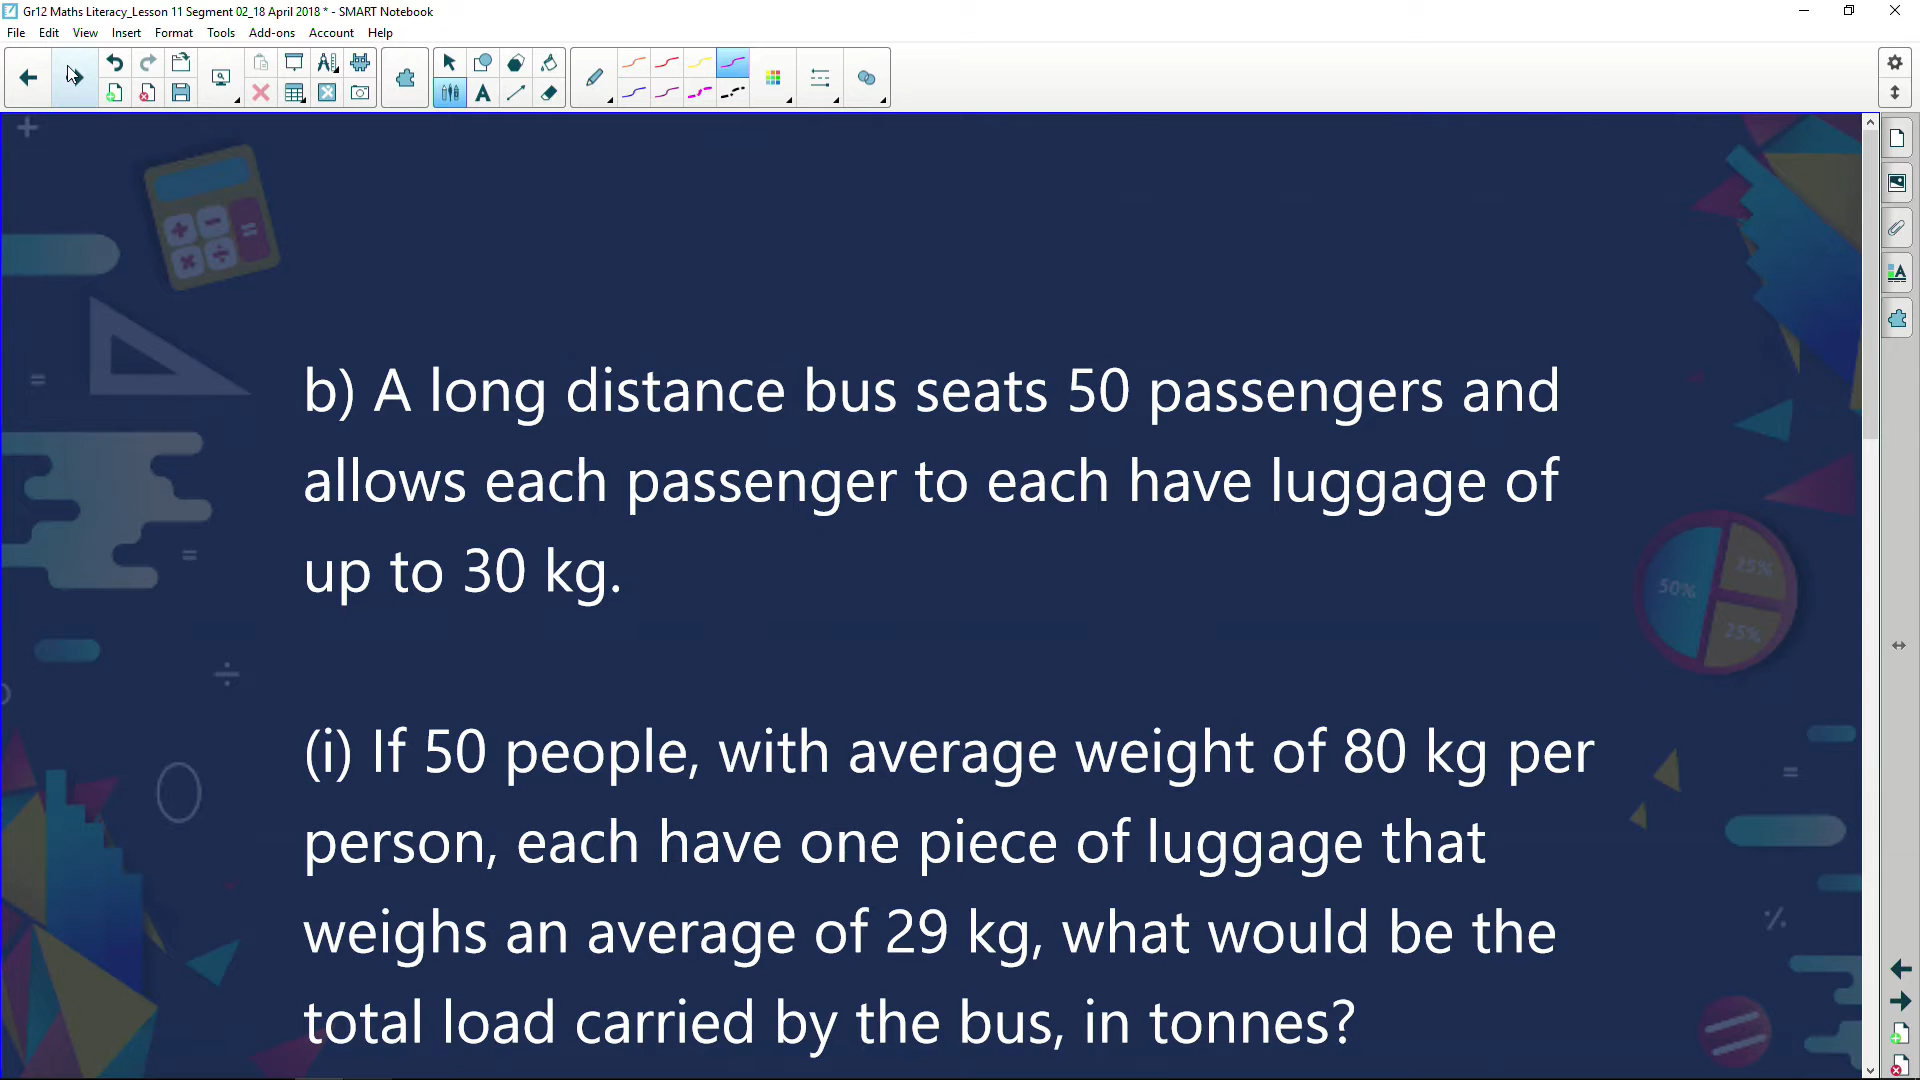 Gr12 Maths Literacy_Lesson 11 Segment 02_18 April 2018 * - SMART Notebook
File Edit View Insert Format Tools Add-ons Account Help
b) A long distance bus seats 50 passengers and
allows each passenger to each have luggage of
up to 30 kg.
50% 25%
25%
(i) If 50 people, with average weight of 80 kg per
person, each have one piece of luggage that
weighs an average of 29 kg, what would be the
total load carried by the bus, in tonnes?